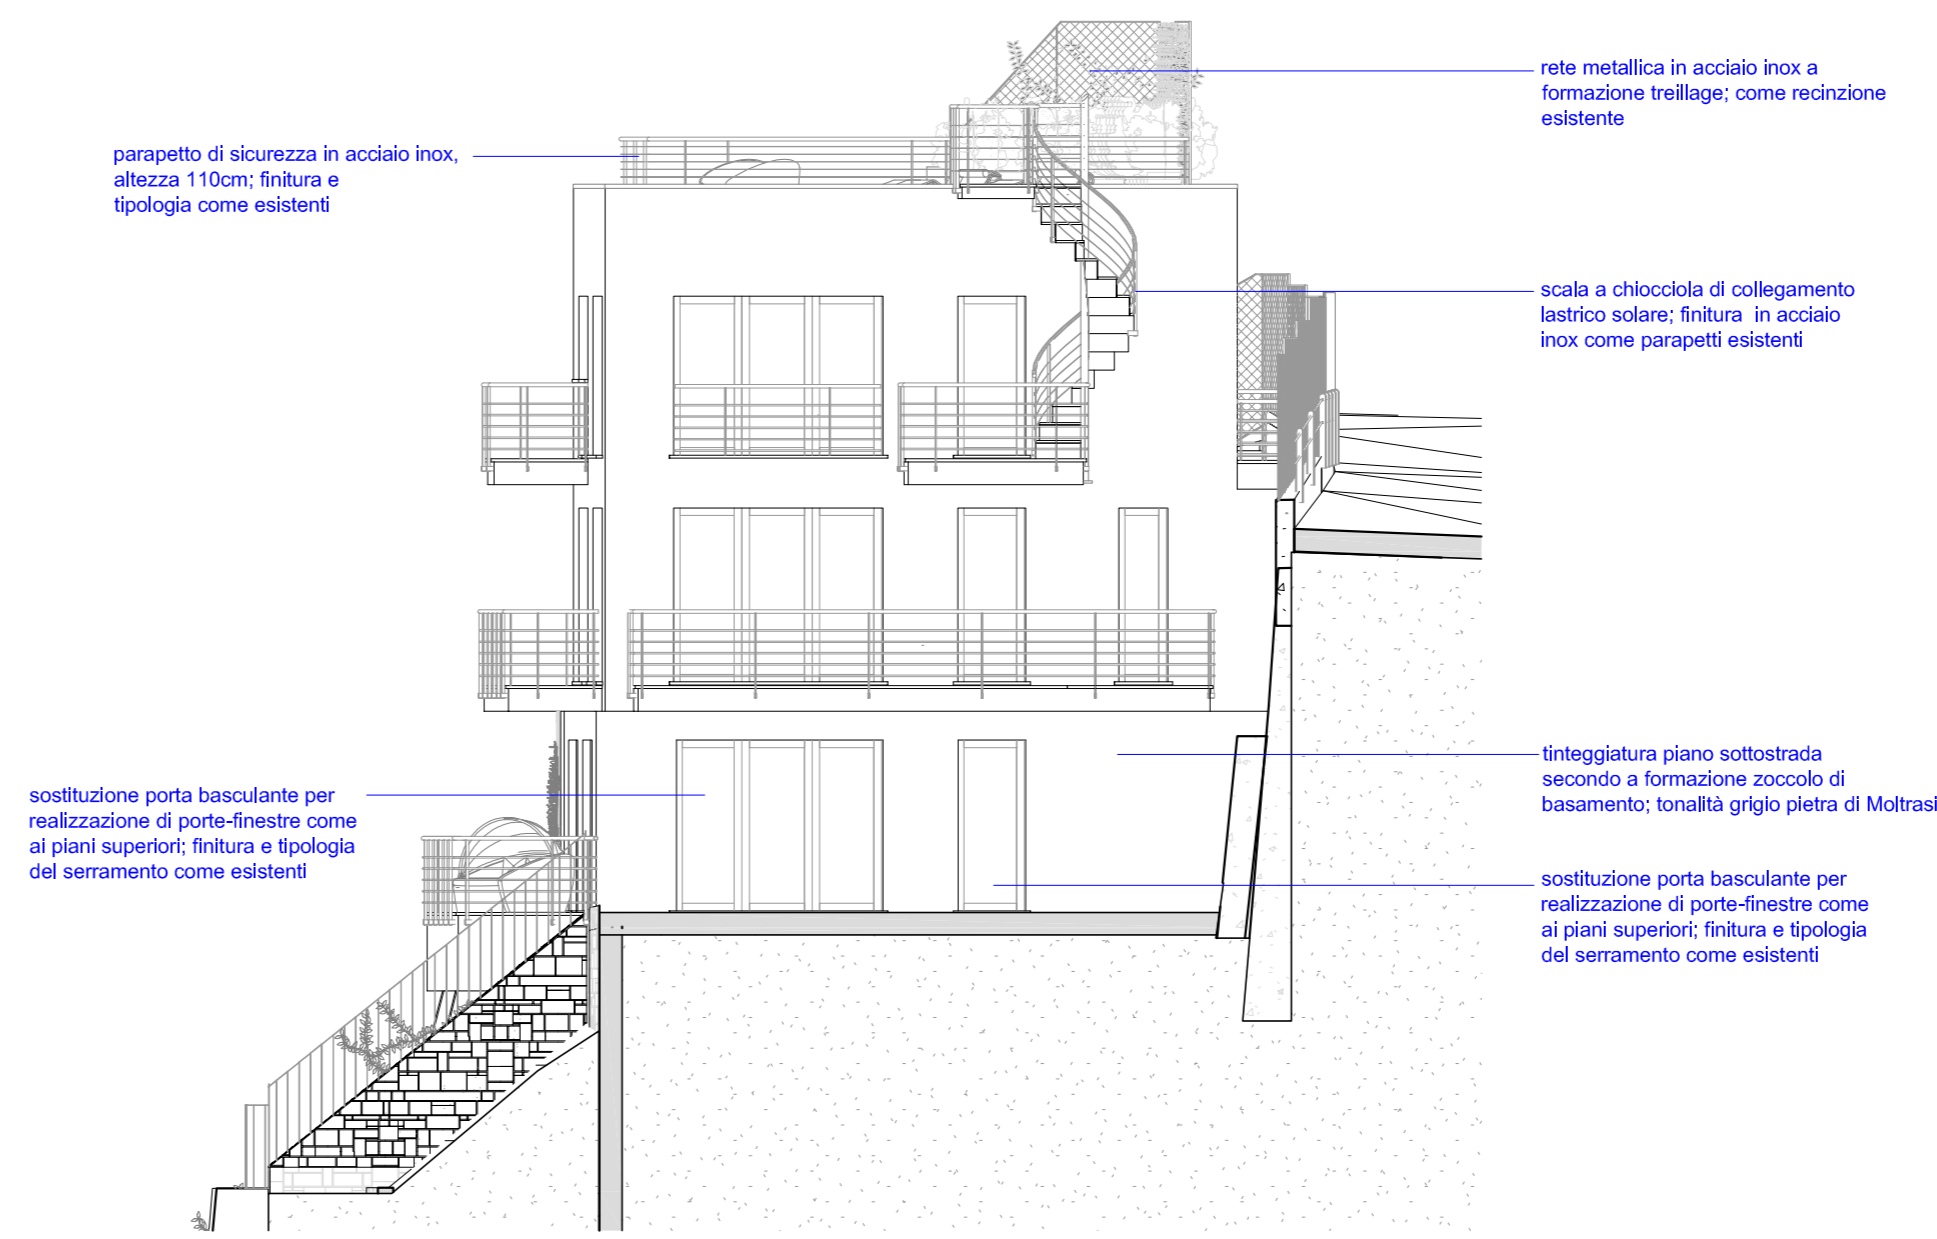 rete metallica in acciaio inox a
formazione treillage; come recinzione
esistente
parapetto di sicurezza in acciaio inox,
altezza 110cm; finitura e
tipologia come esistenti
scala a chiocciola di collegamento
lastrico solare; finitura in acciaio
inox come parapetti esistenti
tinteggiatura piano sottostrada
secondo a formazione zoccolo di
basamento; tonalità grigio pietra di Moltrasi
sostituzione porta basculante per
realizzazione di porte-finestre come
ai piani superiori; finitura e tipologia
del serramento come esistenti
sostituzione porta basculante per
realizzazione di porte-finestre come
ai piani superiori; finitura e tipologia
del serramento come esistenti